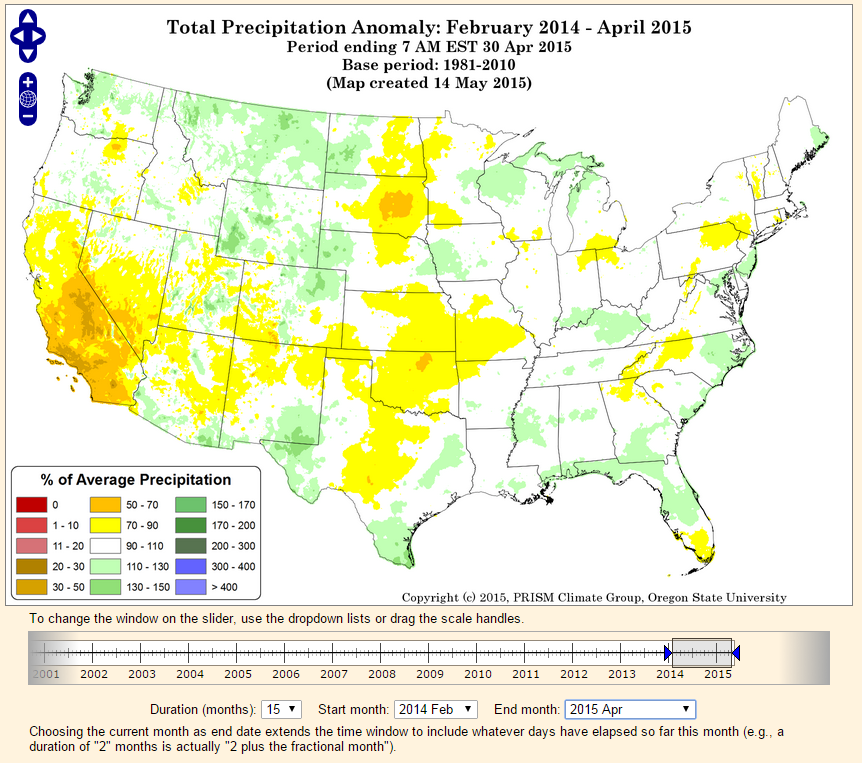 Total Precipitation Anomaly: February 2014 - April 2015
Period ending 7 AM EST 30 Apr 2015
Base period: 1981-2010
(Map created 14 May 2015)
% of Average Precipitation
0 50 - 70 150 - 170
1 - 10 70 - 90 170 - 200
11 - 20 90 - 110 200 - 300
20 - 30 110 - 130 300 - 400
30 - 50 130 - 150 > 400
Copyright (c) 2015, PRISM Climate Group, Oregon State University
To change the window on the slider, use the dropdown lists or drag the scale handles.
2001 2002 2003 2004 2005 2006 2007 2008 2009 2010 2011 2012 2013 2014 2015
Duration (months): 15 Start month: 2014 Feb End month: 2015 Apr
Choosing the current month as end date extends the time window to include whatever days have elapsed so far this month (e.g., a
duration of "2" months is actually "2 plus the fractional month").